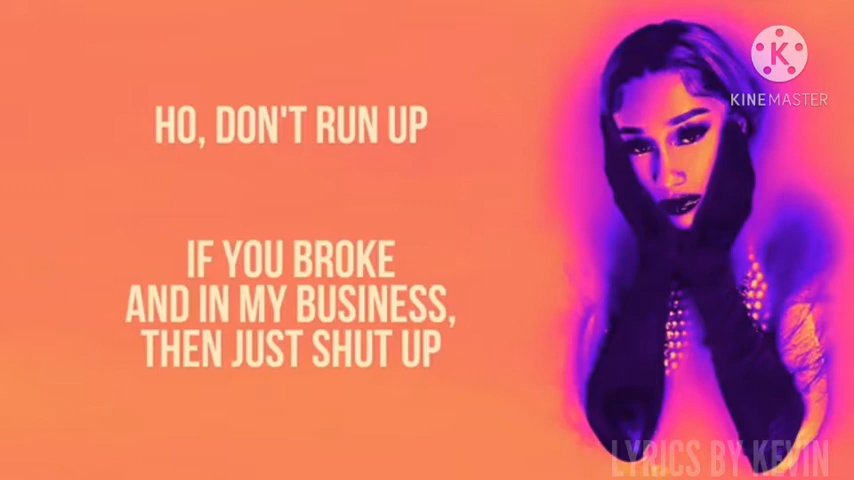 K
KINEMASTER
HO, DON'T RUN UP
IF YOU BROKE
AND IN MY BUSINESS,
THEN JUST SHUT UP
LYRICS BY KEVIN